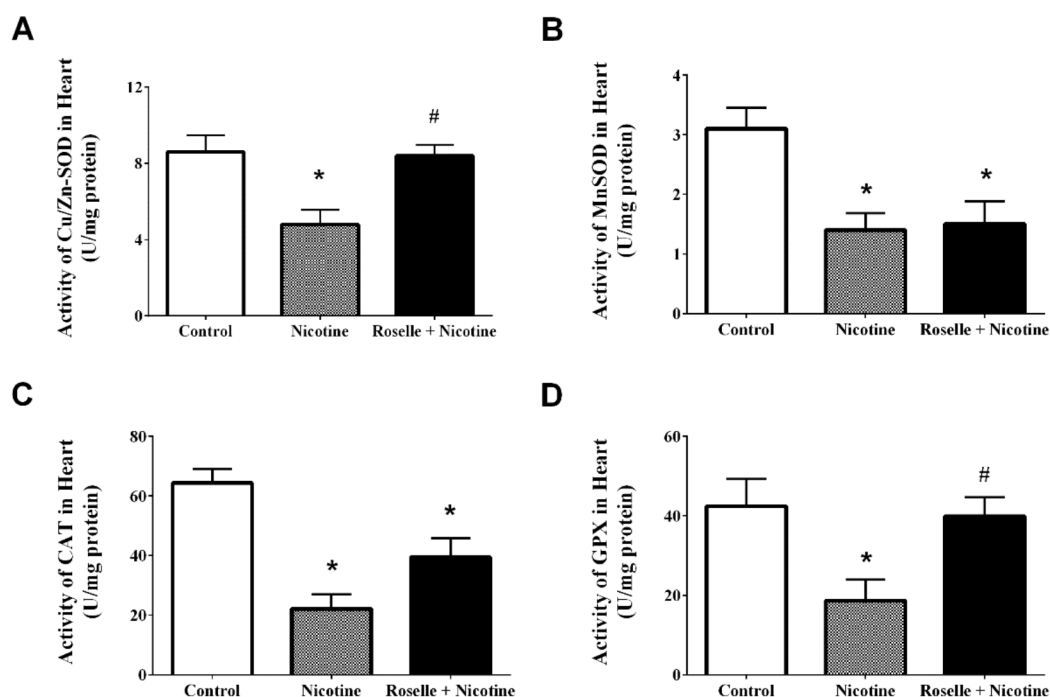 A
Activity of Cu/Zn-SOD in Heart
(U/mg protein)
12
8
4
0
*
#
Control
Nicotine
Roselle + Nicotine
B
Activity of MnSOD in Heart
(U/mg protein)
4
3
2
1
0
*
*
Control
Nicotine
Roselle + Nicotine
C
Activity of CAT in Heart
(U/mg protein)
80
60
40
20
0
*
*
Control
Nicotine
Roselle + Nicotine
D
Activity of GPX in Heart
(U/mg protein)
60
40
20
0
*
#
Control
Nicotine
Roselle + Nicotine